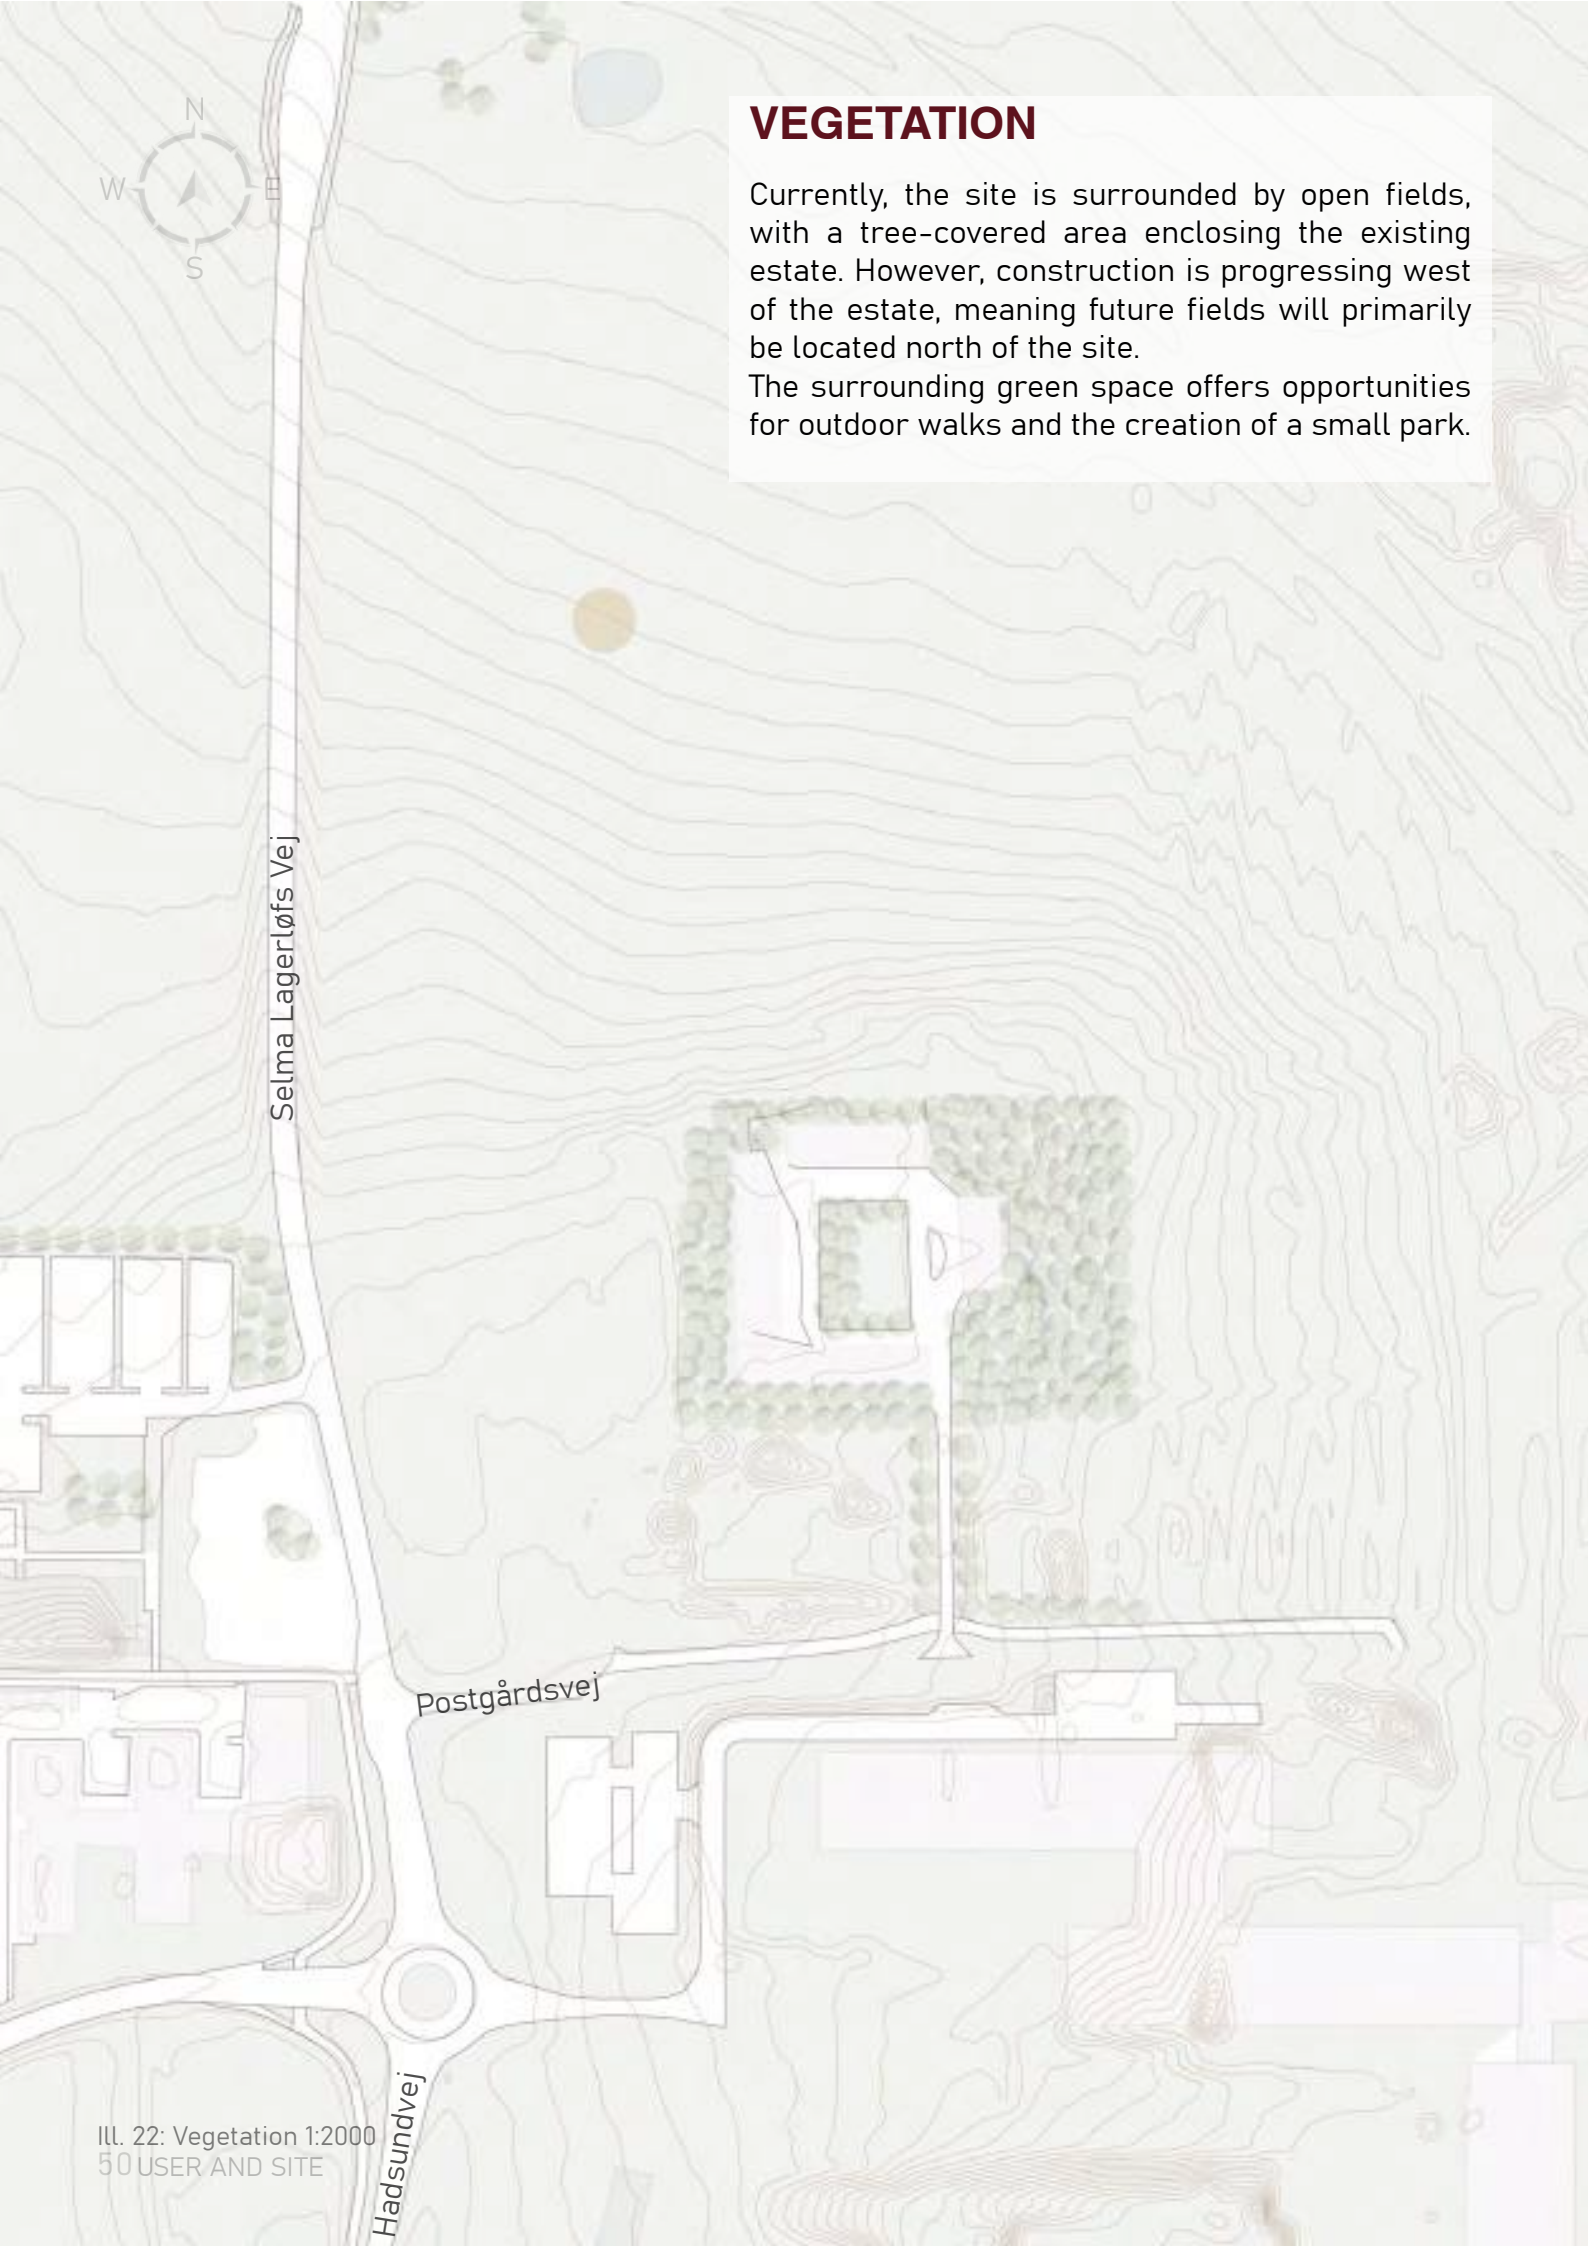 N
W
E
S
VEGETATION
Currently, the site is surrounded by open fields,
with a tree-covered area enclosing the existing
estate. However, construction is progressing west
of the estate, meaning future fields will primarily
be located north of the site.
The surrounding green space offers opportunities
for outdoor walks and the creation of a small park.
Selma Lagerløfs Vej
Postgårdsvej
Hadsundvej
Ill. 22: Vegetation 1:2000
50 USER AND SITE